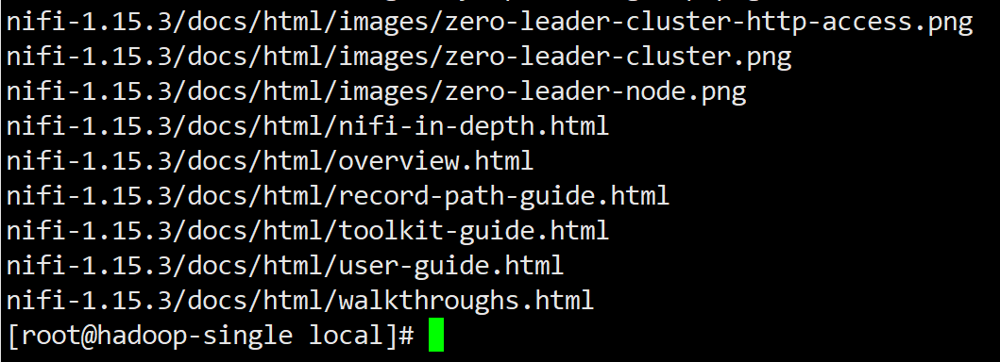 nifi-1.15.3/docs/html/images/zero-leader-cluster-http-access.png
nifi-1.15.3/docs/html/images/zero-leader-cluster.png
nifi-1.15.3/docs/html/images/zero-leader-node.png
nifi-1.15.3/docs/html/nifi-in-depth.html
nifi-1.15.3/docs/html/overview.html
nifi-1.15.3/docs/html/record-path-guide.html
nifi-1.15.3/docs/html/toolkit-guide.html
nifi-1.15.3/docs/html/user-guide.html
nifi-1.15.3/docs/html/walkthroughs.html
[root@hadoop-single local]#